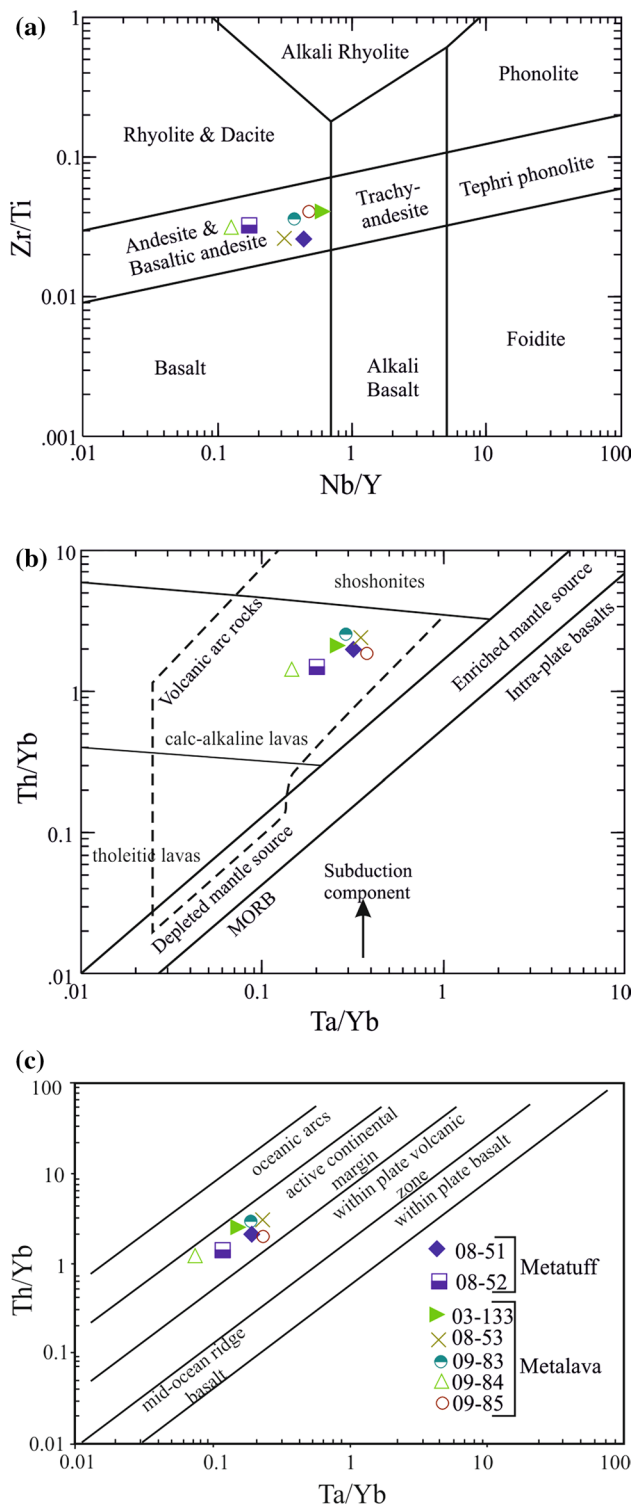 (a)
1
Alkali Rhyolite
Phonolite
Rhyolite & Dacite
0.1
Trachy-
andesite
Tephri phonolite
Zr/Ti
Andesite &
Basaltic andesite
0.01
Basalt
Alkali
Basalt
Foidite
.001
.01
0.1
1
10
100
Nb/Y
(b)
10
shoshonites
Volcanic arc rocks
Enriched mantle source
Intra-plate basalts
1
calc-alkaline lavas
Th/Yb
0.1
tholeitic lavas
Depleted mantle source
MORB
Subduction
component
.01
.01
0.1
1
10
Ta/Yb
(c)
100
oceanic arcs
active continental
margin
within plate volcanic
zone
within plate basalt
10
Th/Yb
1
08-51
08-52
Metatuff
03-133
08-53
09-83
09-84
09-85
Metalava
0.1
mid-ocean ridge
basalt
0.01
0.01
0.1
1
10
100
Ta/Yb